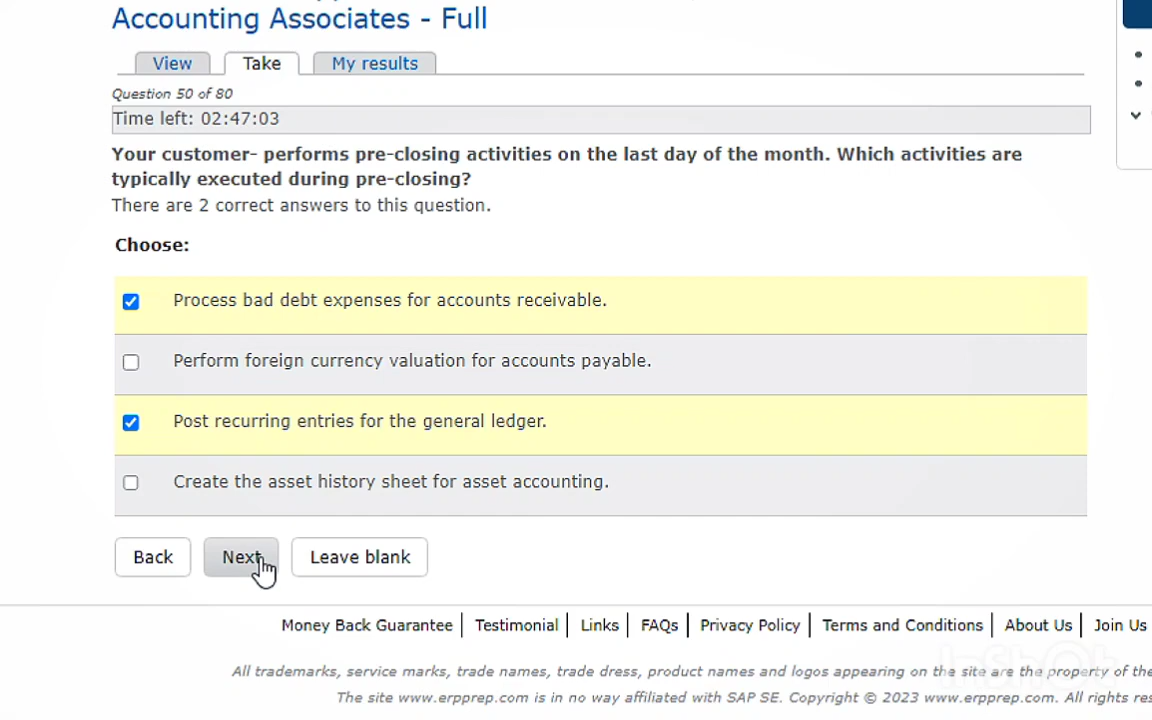 Accounting Associates - Full
View Take My results
Question 50 of 80
Time left: 02:47:03
Your customer- performs pre-closing activities on the last day of the month. Which activities are
typically executed during pre-closing?
There are 2 correct answers to this question.
Choose:
Process bad debt expenses for accounts receivable.
Perform foreign currency valuation for accounts payable.
Post recurring entries for the general ledger.
Create the asset history sheet for asset accounting.
Back Next Leave blank
Money Back Guarantee Testimonial Links FAQs Privacy Policy Terms and Conditions About Us Join Us
All trademarks, service marks, trade names, trade dress, product names and logos appearing on the site are the property of the
The site www.erpprep.com is in no way affiliated with SAP SE. Copyright © 2023 www.erpprep.com. All rights res
InShOt